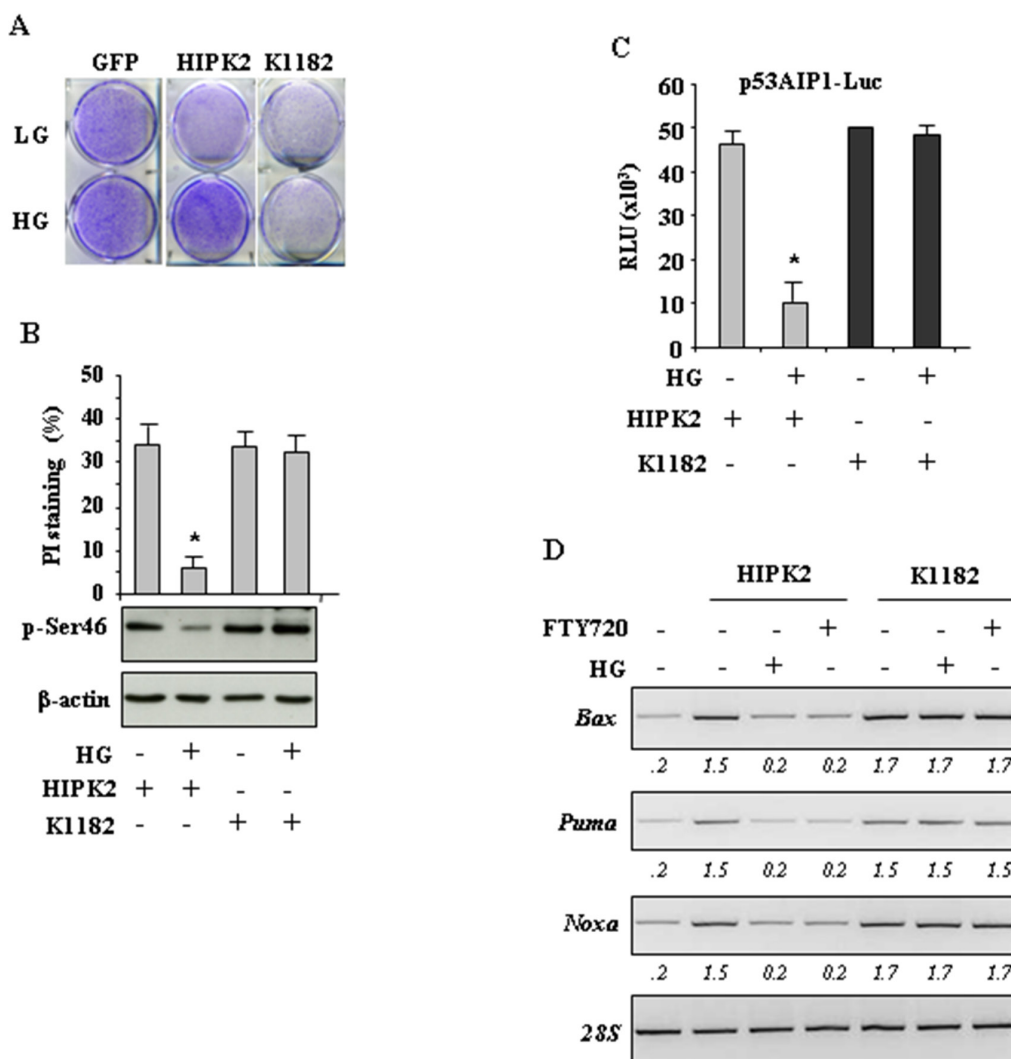 A
GFP HIPK2 K1182
LG
HG
B
50
40
30
20
10
0
PI staining (%)
*
p-Ser46
β-actin
HG - + - +
HIPK2 + + - -
K1182 - - + +
C
p53AIP1-Luc
60
50
40
30
20
10
0
RLU (x10³)
*
HG - + - +
HIPK2 + + - -
K1182 - - + +
D
HIPK2 K1182
FTY720 - - - + - - +
HG - - + - - + -
Bax
.2 1.5 0.2 0.2 1.7 1.7 1.7
Puma
.2 1.5 0.2 0.2 1.5 1.5 1.5
Noxa
.2 1.5 0.2 0.2 1.7 1.7 1.7
28S